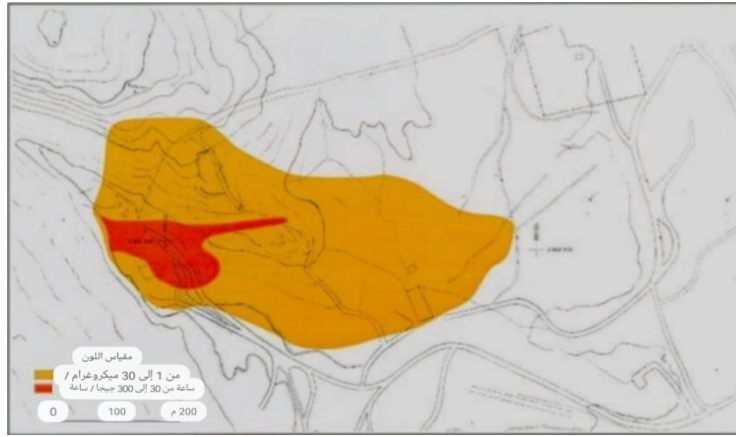 مقياس اللون
من 1 إلى 30 ميكروغرام /
ساعة من 30 إلى 300 جيجا / ساعة
0 100 200 م